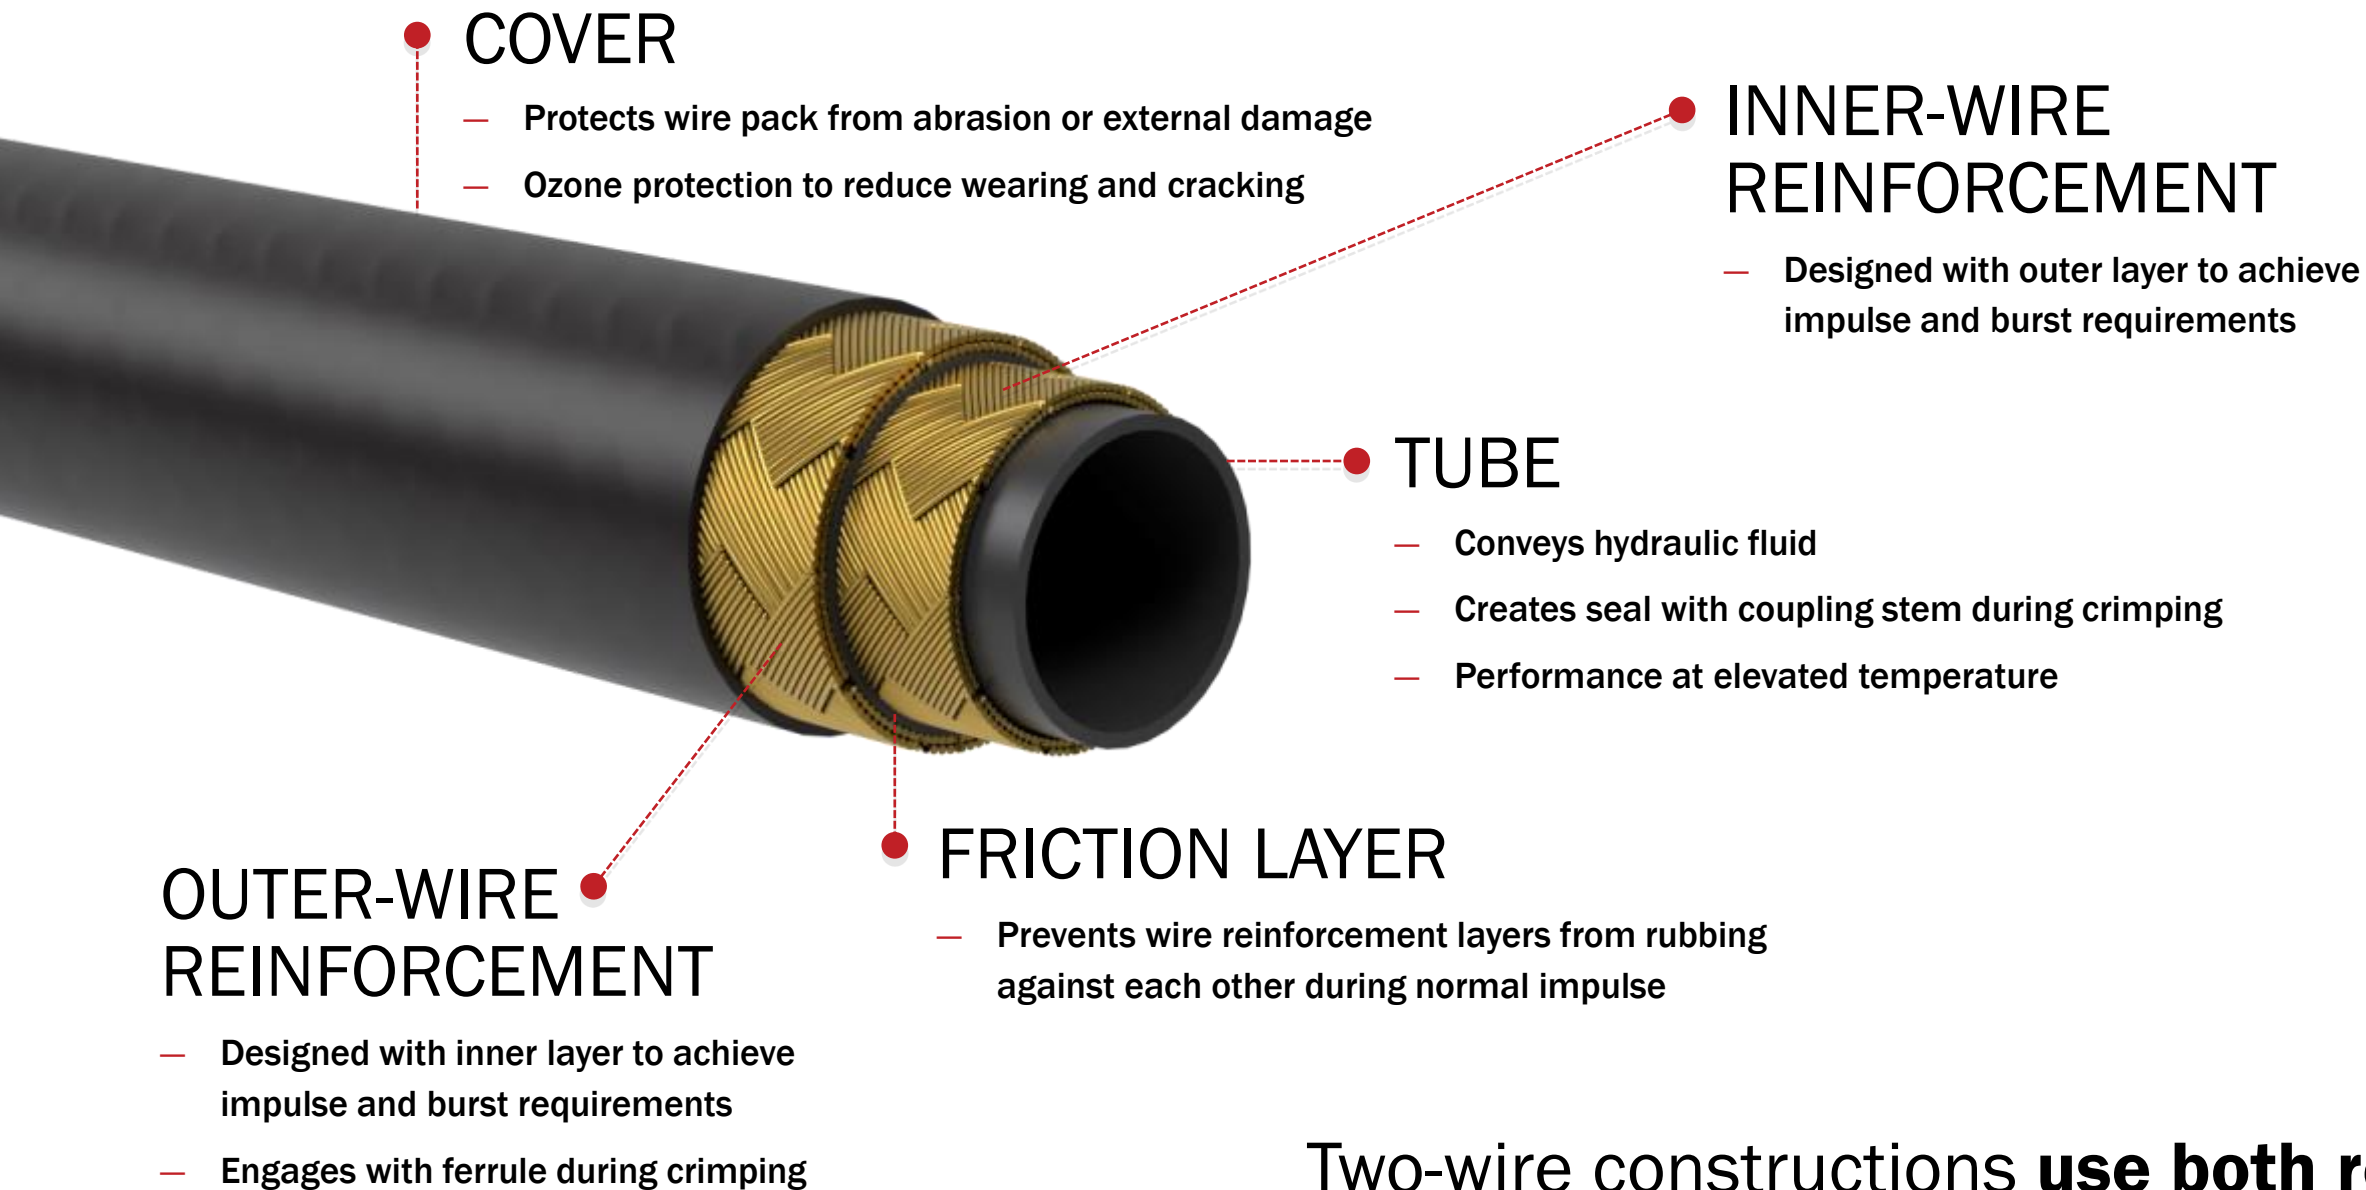 COVER
— Protects wire pack from abrasion or external damage
— Ozone protection to reduce wearing and cracking
INNER-WIRE
REINFORCEMENT
— Designed with outer layer to achieve
impulse and burst requirements
TUBE
— Conveys hydraulic fluid
— Creates seal with coupling stem during crimping
— Performance at elevated temperature
FRICTION LAYER
— Prevents wire reinforcement layers from rubbing
against each other during normal impulse
OUTER-WIRE
REINFORCEMENT
— Designed with inner layer to achieve
impulse and burst requirements
— Engages with ferrule during crimping
Two-wire constructions use both